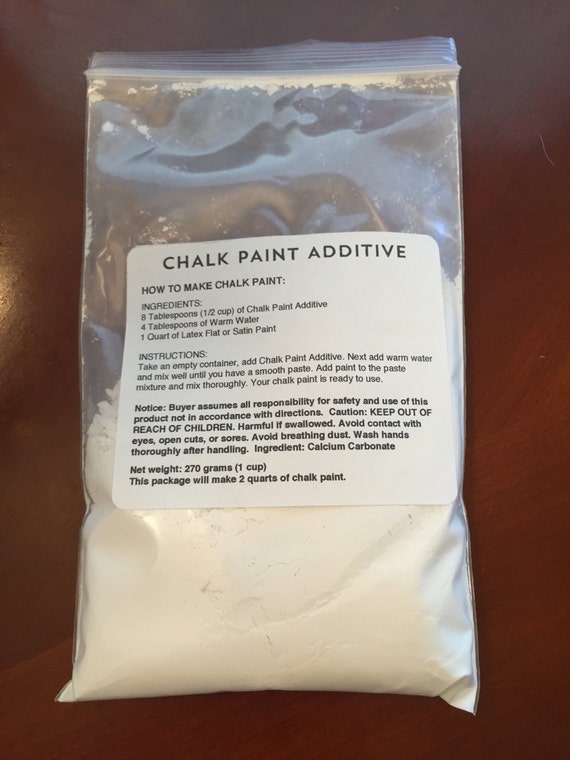 CHALK PAINT ADDITIVE
HOW TO MAKE CHALK PAINT:
INGREDIENTS:
8 Tablespoons (1/2 cup) of Chalk Paint Additive
4 Tablespoons of Warm Water
1 Quart of Latex Flat or Satin Paint
INSTRUCTIONS:
Take an empty container, add Chalk Paint Additive. Next add warm water
and mix well until you have a smooth paste. Add paint to the paste
mixture and mix thoroughly. Your chalk paint is ready to use.
Notice: Buyer assumes all responsibility for safety and use of this
product not in accordance with directions. Caution: KEEP OUT OF
REACH OF CHILDREN. Harmful if swallowed. Avoid contact with
eyes, open cuts, or sores. Avoid breathing dust. Wash hands
thoroughly after handling. Ingredient: Calcium Carbonate
Net weight: 270 grams (1 cup)
This package will make 2 quarts of chalk paint.